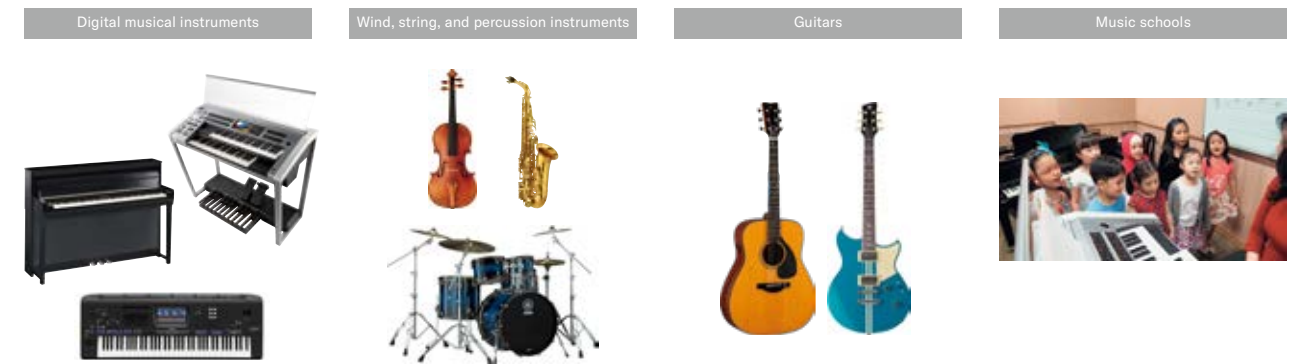 Digital musical instruments
Wind, string, and percussion instruments
Guitars
Music schools